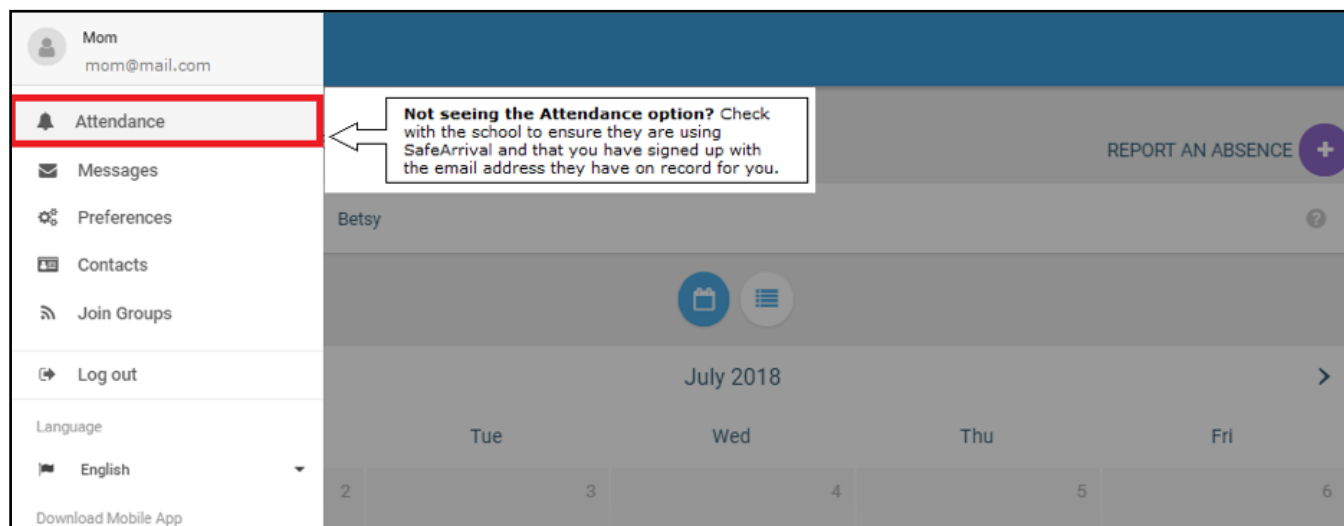 Mom
mom@mail.com
Attendance
Messages
Preferences
Contacts
Join Groups
Log out
Language
English
Download Mobile App
Not seeing the Attendance option? Check
with the school to ensure they are using
SafeArrival and that you have signed up with
the email address they have on record for you.
REPORT AN ABSENCE +
Betsy
?
July 2018
Tue Wed Thu Fri
2 3 4 5 6